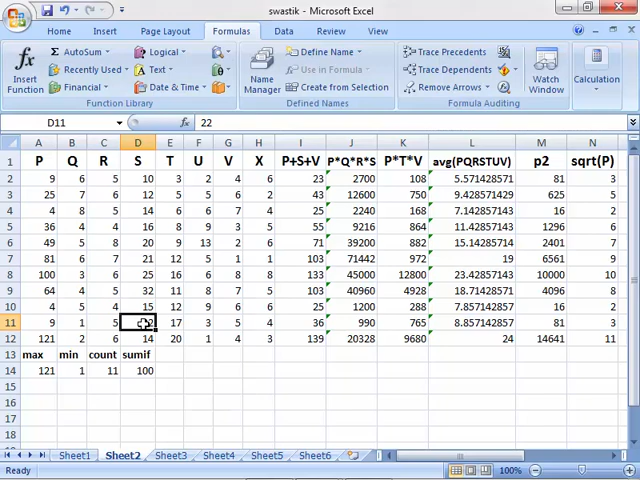 swastik - Microsoft Excel
Home Insert Page Layout Formulas Data Review View
Insert Function
AutoSum Recently Used Financial
Logical Text Date & Time
Function Library
Name Manager
Define Name Use in Formula Create from Selection
Defined Names
Trace Precedents Trace Dependents Remove Arrows
Formula Auditing
Watch Window
Calculation
D11 fx 22
A B C D E F G H I J K L M N
1 P Q R S T U V X P+S+V P*Q*R*S P*T*V avg(PQRSTUV) p2 sqrt(P)
2 9 6 5 10 3 2 4 6 23 2700 108 5.571428571 81 3
3 25 7 6 12 5 5 6 2 43 12600 750 9.428571429 625 5
4 4 8 5 14 6 6 7 4 25 2240 168 7.142857143 16 2
5 36 4 4 16 8 9 3 5 55 9216 864 11.42857143 1296 6
6 49 5 8 20 9 13 2 6 71 39200 882 15.14285714 2401 7
7 81 6 7 21 12 5 1 1 103 71442 972 19 6561 9
8 100 3 6 25 16 6 8 8 133 45000 12800 23.42857143 10000 10
9 64 4 5 32 11 8 7 5 103 40960 4928 18.71428571 4096 8
10 4 5 4 15 12 9 6 6 25 1200 288 7.857142857 16 2
11 9 1 5 17 3 5 4 36 990 765 8.857142857 81 3
12 121 2 6 14 20 1 4 3 139 20328 9680 24 14641 11
13 max min count sumif
14 121 1 11 100
15
16
17
18
Sheet1 Sheet2 Sheet3 Sheet4 Sheet5 Sheet6
Ready 100%